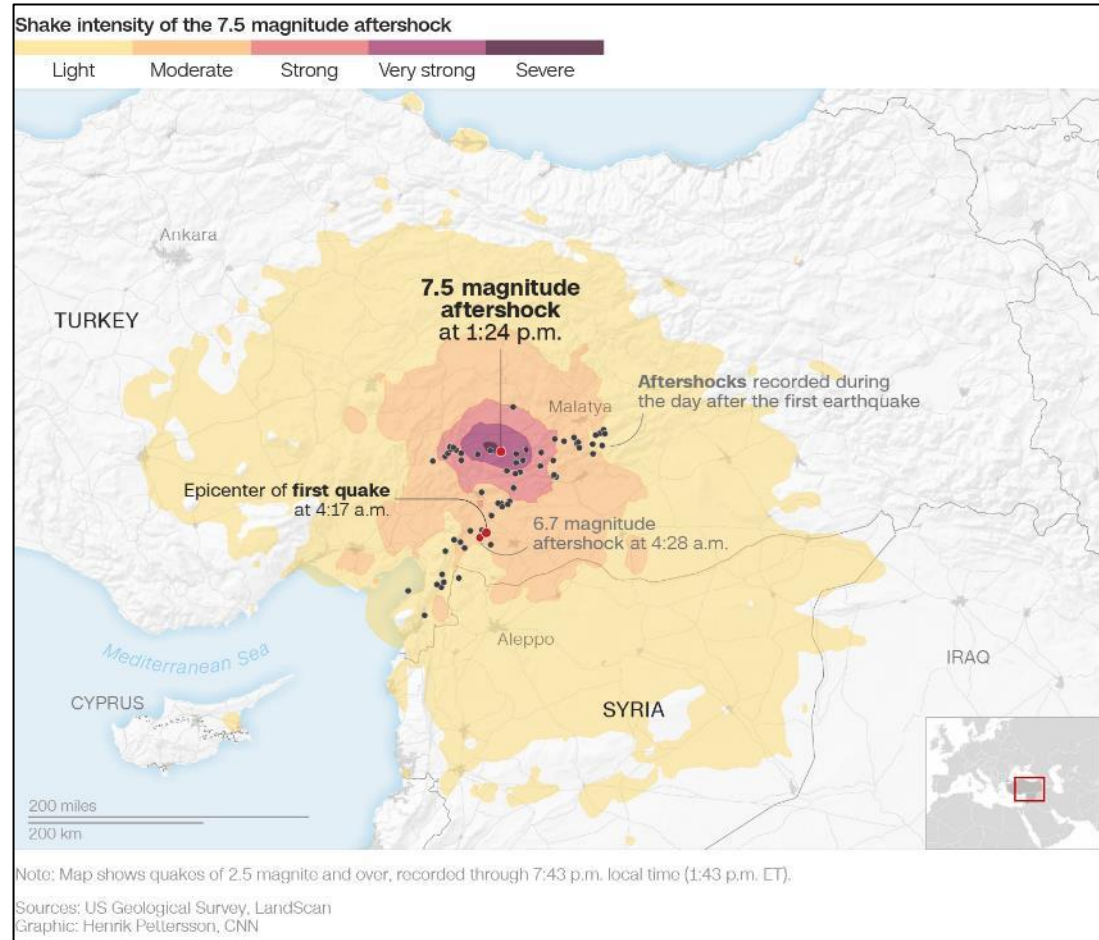 Shake intensity of the 7.5 magnitude aftershock
Light Moderate Strong Very strong Severe
Ankara
TURKEY
7.5 magnitude
aftershock
at 1:24 p.m.
Malatya
Aftershocks recorded during
the day after the first earthquake
Epicenter of first quake
at 4:17 a.m.
6.7 magnitude
aftershock at 4:28 a.m.
Aleppo
Mediterranean Sea
IRAQ
CYPRUS
SYRIA
200 miles
200 km
Note: Map shows quakes of 2.5 magnite and over, recorded through 7:43 p.m. local time (1:43 p.m. ET).
Sources: US Geological Survey, LandScan
Graphic: Henrik Pettersson, CNN